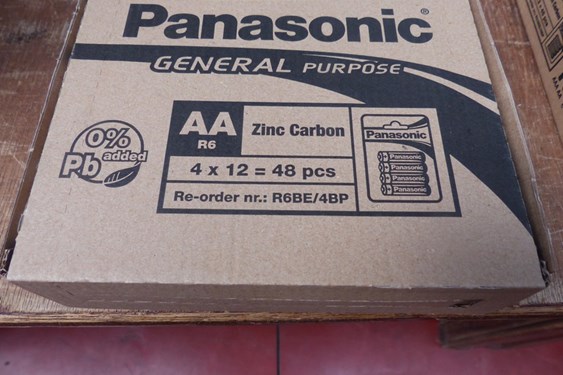 Panasonic®
GENERAL PURPOSE
0%
Pb added
AA
R6
Zinc Carbon
4 x 12 = 48 pcs
Re-order nr.: R6BE/4BP
Panasonic
Panasonic
Panasonic
Panasonic
Panasonic